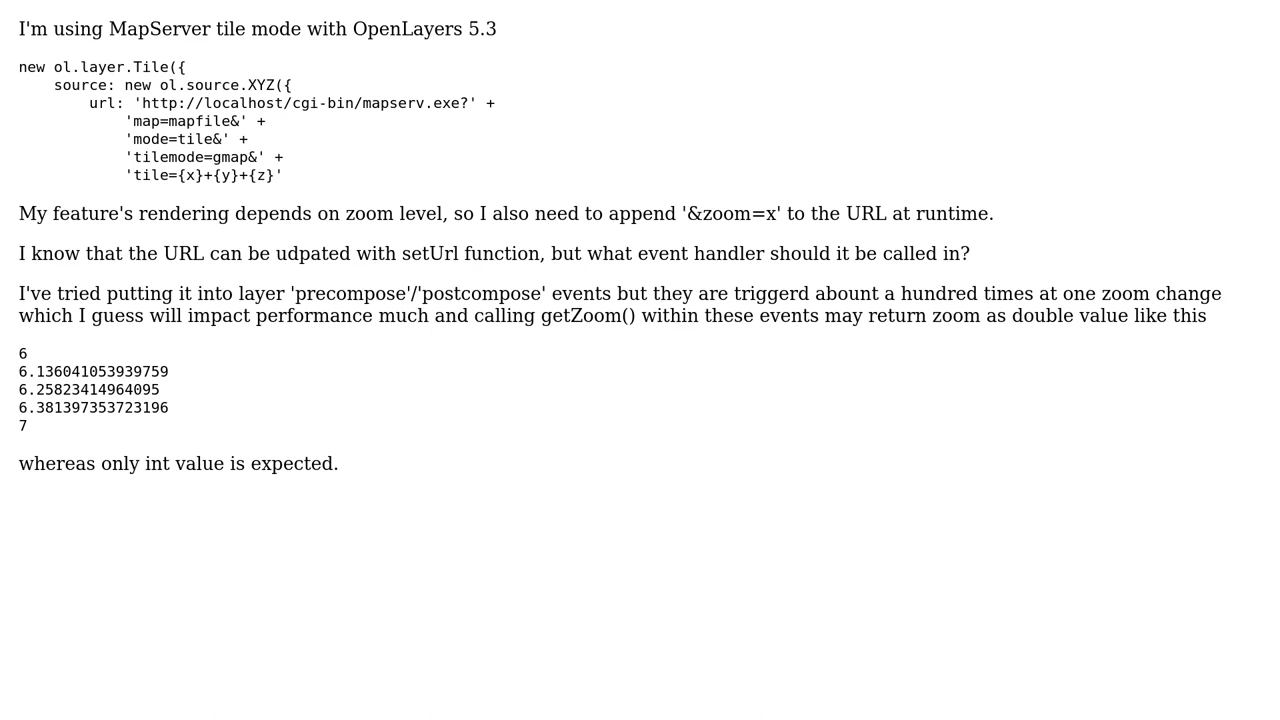 I'm using MapServer tile mode with OpenLayers 5.3
new ol.layer.Tile({
    source: new ol.source.XYZ({
        url: 'http://localhost/cgi-bin/mapserv.exe?' +
            'map=mapfile&' +
            'mode=tile&' +
            'tilemode=gmap&' +
            'tile={x}+{y}+{z}'
My feature's rendering depends on zoom level, so I also need to append '&zoom=x' to the URL at runtime.
I know that the URL can be udpated with setUrl function, but what event handler should it be called in?
I've tried putting it into layer 'precompose'/'postcompose' events but they are triggerd abount a hundred times at one zoom change
which I guess will impact performance much and calling getZoom() within these events may return zoom as double value like this
6
6.136041053939759
6.25823414964095
6.381397353723196
7
whereas only int value is expected.